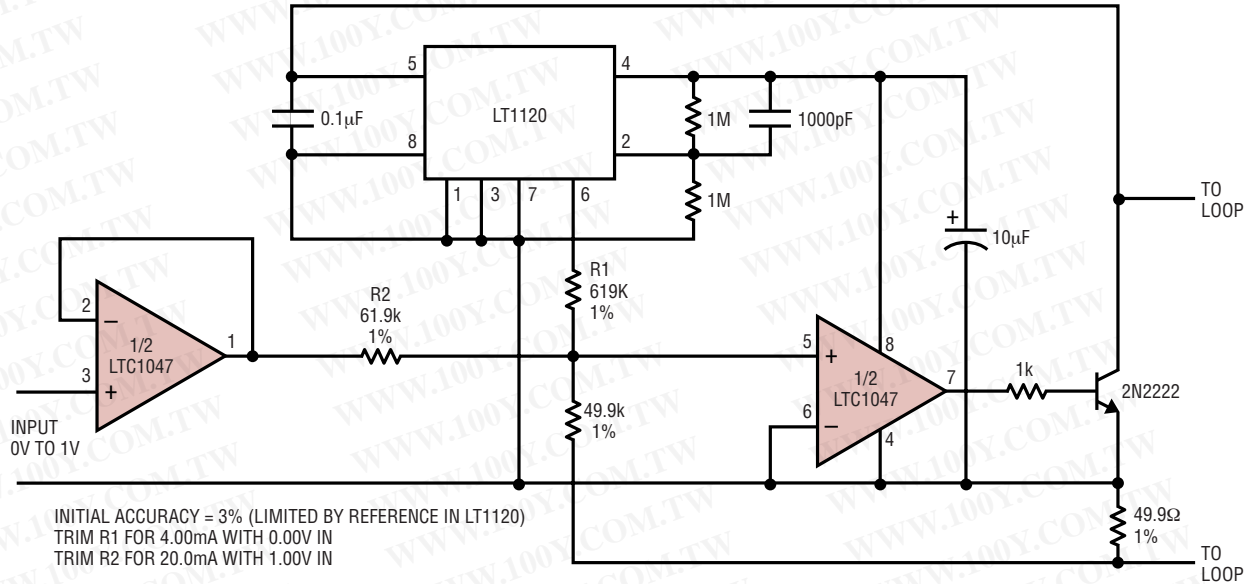 5
4
LT1120
0.1µF
1M
1000pF
8
2
1
3
7
6
1M
TO
LOOP
+
10µF
R1
619K
1%
R2
61.9k
1%
2
–
1/2
LTC1047
1
3
+
INPUT
0V TO 1V
5
+
8
1/2
LTC1047
7
6
–
4
1k
2N2222
49.9k
1%
49.9Ω
1%
TO
LOOP
INITIAL ACCURACY = 3% (LIMITED BY REFERENCE IN LT1120)
TRIM R1 FOR 4.00mA WITH 0.00V IN
TRIM R2 FOR 20.0mA WITH 1.00V IN
WWW.100Y.COM.TW